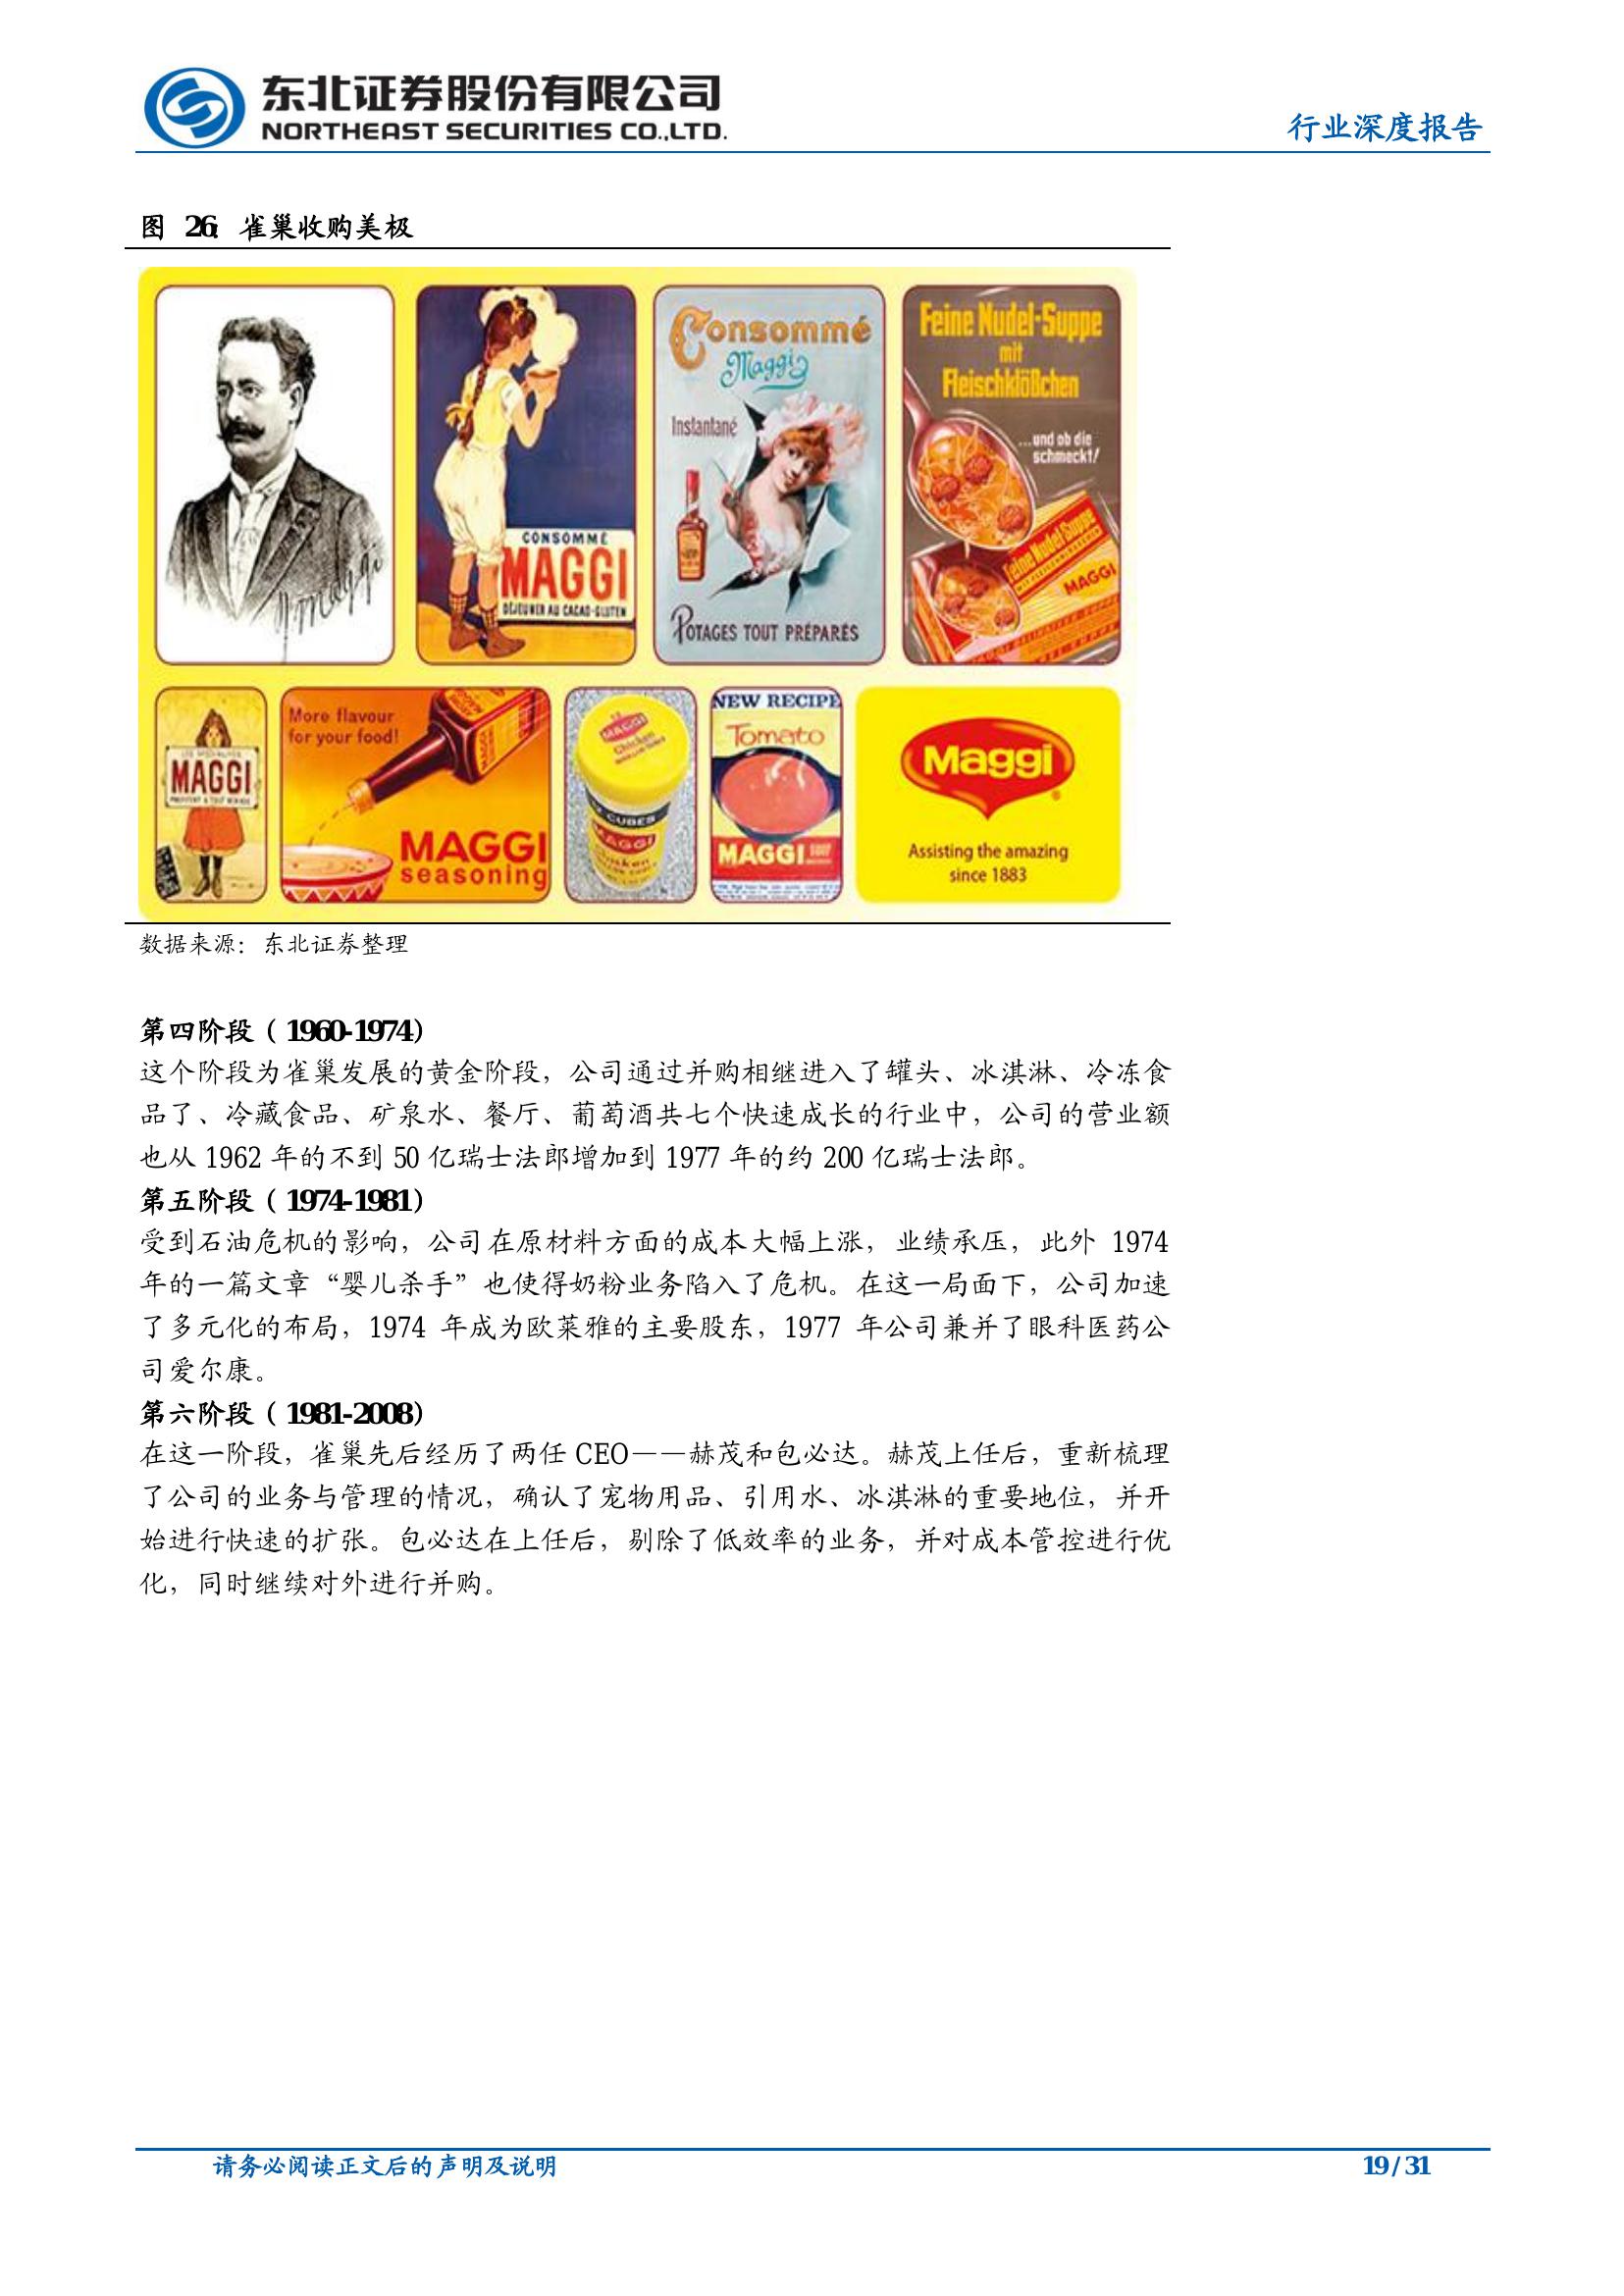 东北证券股份有限公司
NORTHEAST SECURITIES CO.,LTD.
行业深度报告
图 26: 雀巢收购美极
Consommé
Maggi
Instantané
POTAGES TOUT PRÉPARÉS
Feine Nudel-Suppe
mit
Fleischklößchen
...und ob die
schmeckt!
Feine Nudel-Suppe
MAGGI
CONSOMMÉ
MAGGI
DÉJEUNER AU CACAO-GLUTEN
MAGGI
More flavour
for your food!
MAGGI
seasoning
MAGGI
Chicken
CUBES
MAGGI
NEW RECIPE
Tomato
MAGGI
Maggi
Assisting the amazing
since 1883
数据来源：东北证券整理
第四阶段（1960-1974）
这个阶段为雀巢发展的黄金阶段，公司通过并购相继进入了罐头、冰淇淋、冷冻食
品了、冷藏食品、矿泉水、餐厅、葡萄酒共七个快速成长的行业中，公司的营业额
也从 1962 年的不到 50 亿瑞士法郎增加到 1977 年的约 200 亿瑞士法郎。
第五阶段（1974-1981）
受到石油危机的影响，公司在原材料方面的成本大幅上涨，业绩承压，此外 1974
年的一篇文章“婴儿杀手”也使得奶粉业务陷入了危机。在这一局面下，公司加速
了多元化的布局，1974 年成为欧莱雅的主要股东，1977 年公司兼并了眼科医药公
司爱尔康。
第六阶段（1981-2008）
在这一阶段，雀巢先后经历了两任 CEO——赫茂和包必达。赫茂上任后，重新梳理
了公司的业务与管理的情况，确认了宠物用品、引用水、冰淇淋的重要地位，并开
始进行快速的扩张。包必达在上任后，剔除了低效率的业务，并对成本管控进行优
化，同时继续对外进行并购。
请务必阅读正文后的声明及说明
19 / 31